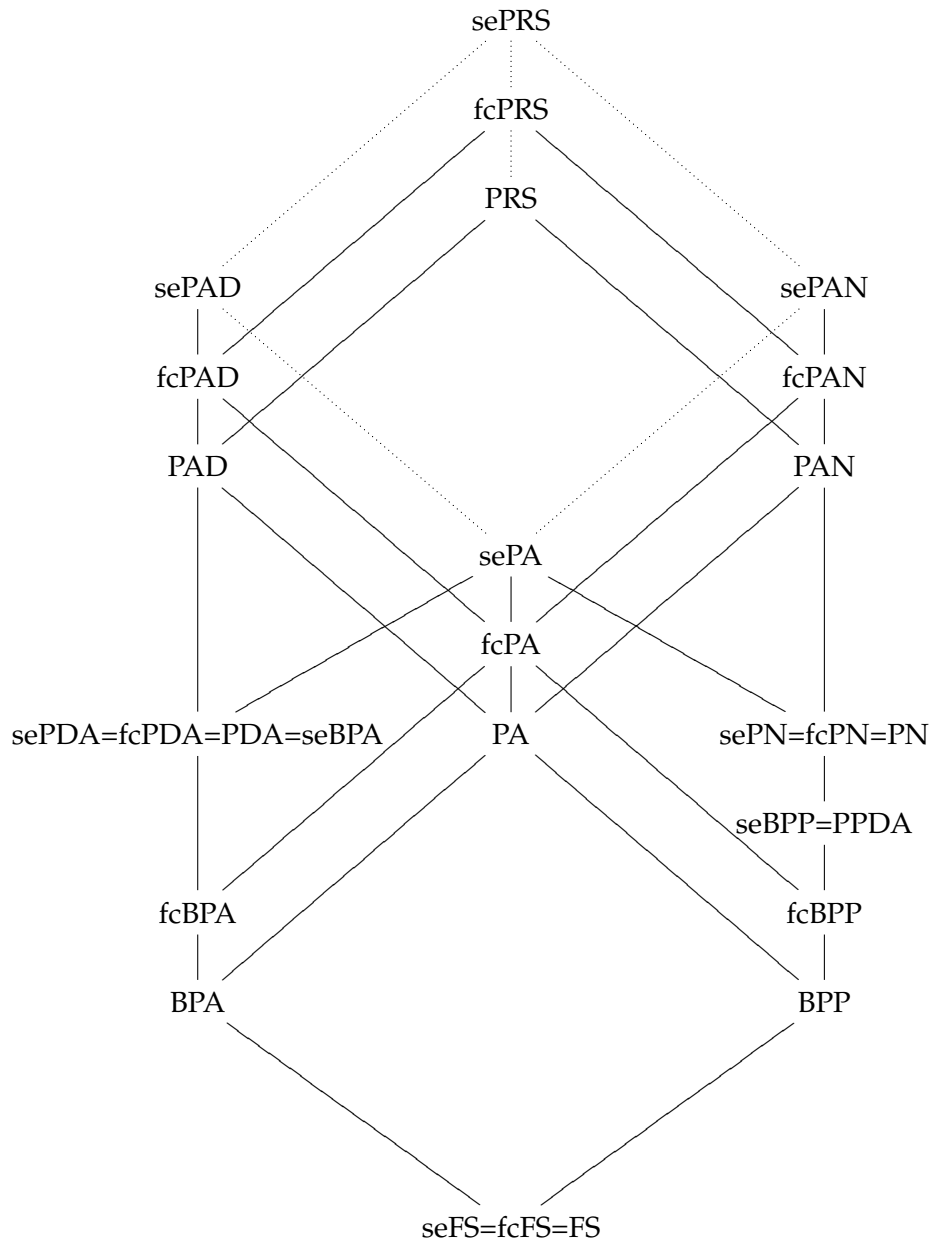 sePRS
fcPRS
PRS
sePAD sePAN
fcPAD fcPAN
PAD PAN
sePA
fcPA
sePDA=fcPDA=PDA=seBPA PA sePN=fcPN=PN
seBPP=PPDA
fcBPA fcBPP
BPA BPP
seFS=fcFS=FS